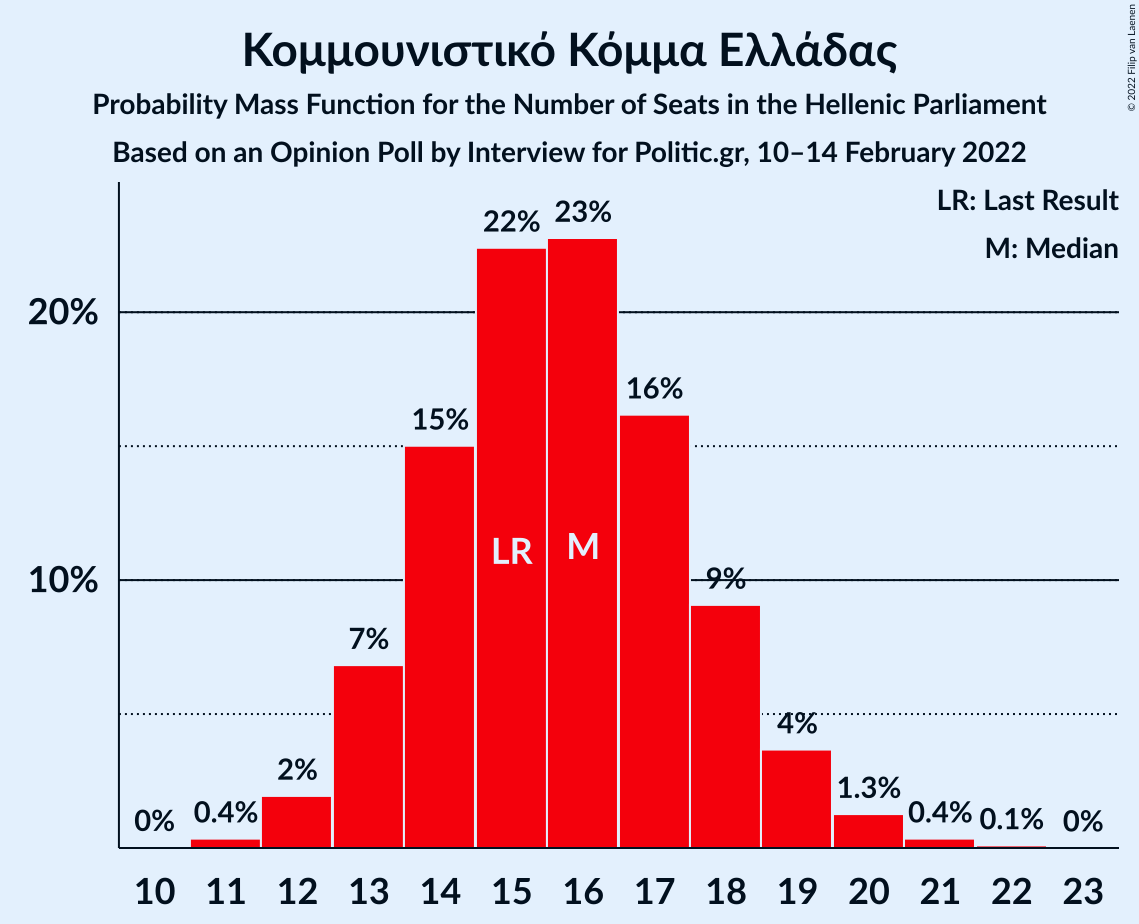 Κομμουνιστικό Κόμμα Ελλάδας
Probability Mass Function for the Number of Seats in the Hellenic Parliament
Based on an Opinion Poll by Interview for Politic.gr, 10–14 February 2022
© 2022 Filip van Laenen
LR: Last Result
M: Median
20%
10%
0%
0.4%
2%
7%
15%
22%
23%
16%
9%
4%
1.3%
0.4%
0.1%
0%
LR
M
10 11 12 13 14 15 16 17 18 19 20 21 22 23